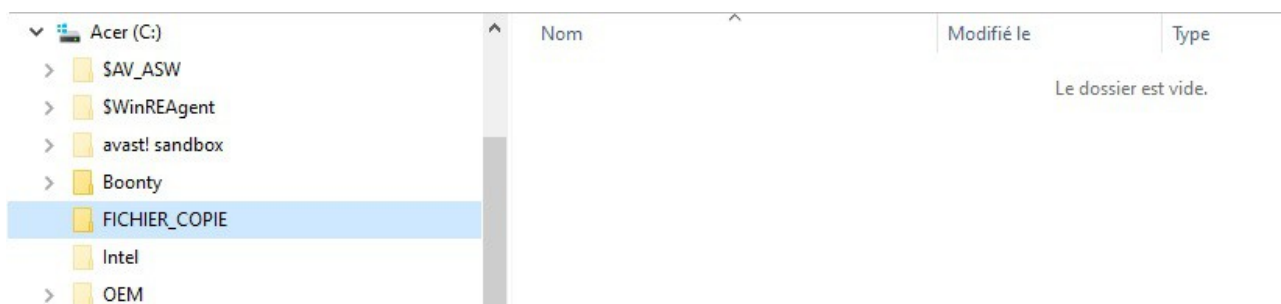 Acer (C:)
$AV_ASW
$WinREAgent
avast! sandbox
Boonty
FICHIER_COPIE
Intel
OEM
Nom Modifié le Type
Le dossier est vide.